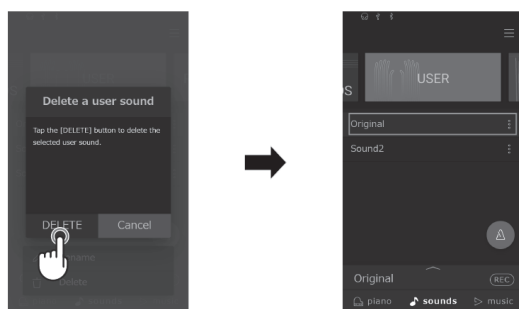 Delete a user sound
Tap the [DELETE] button to delete the
selected user sound.
DELETE
Cancel
Delete
S
USER
Original
Sound2
Original
REC
piano
sounds
music